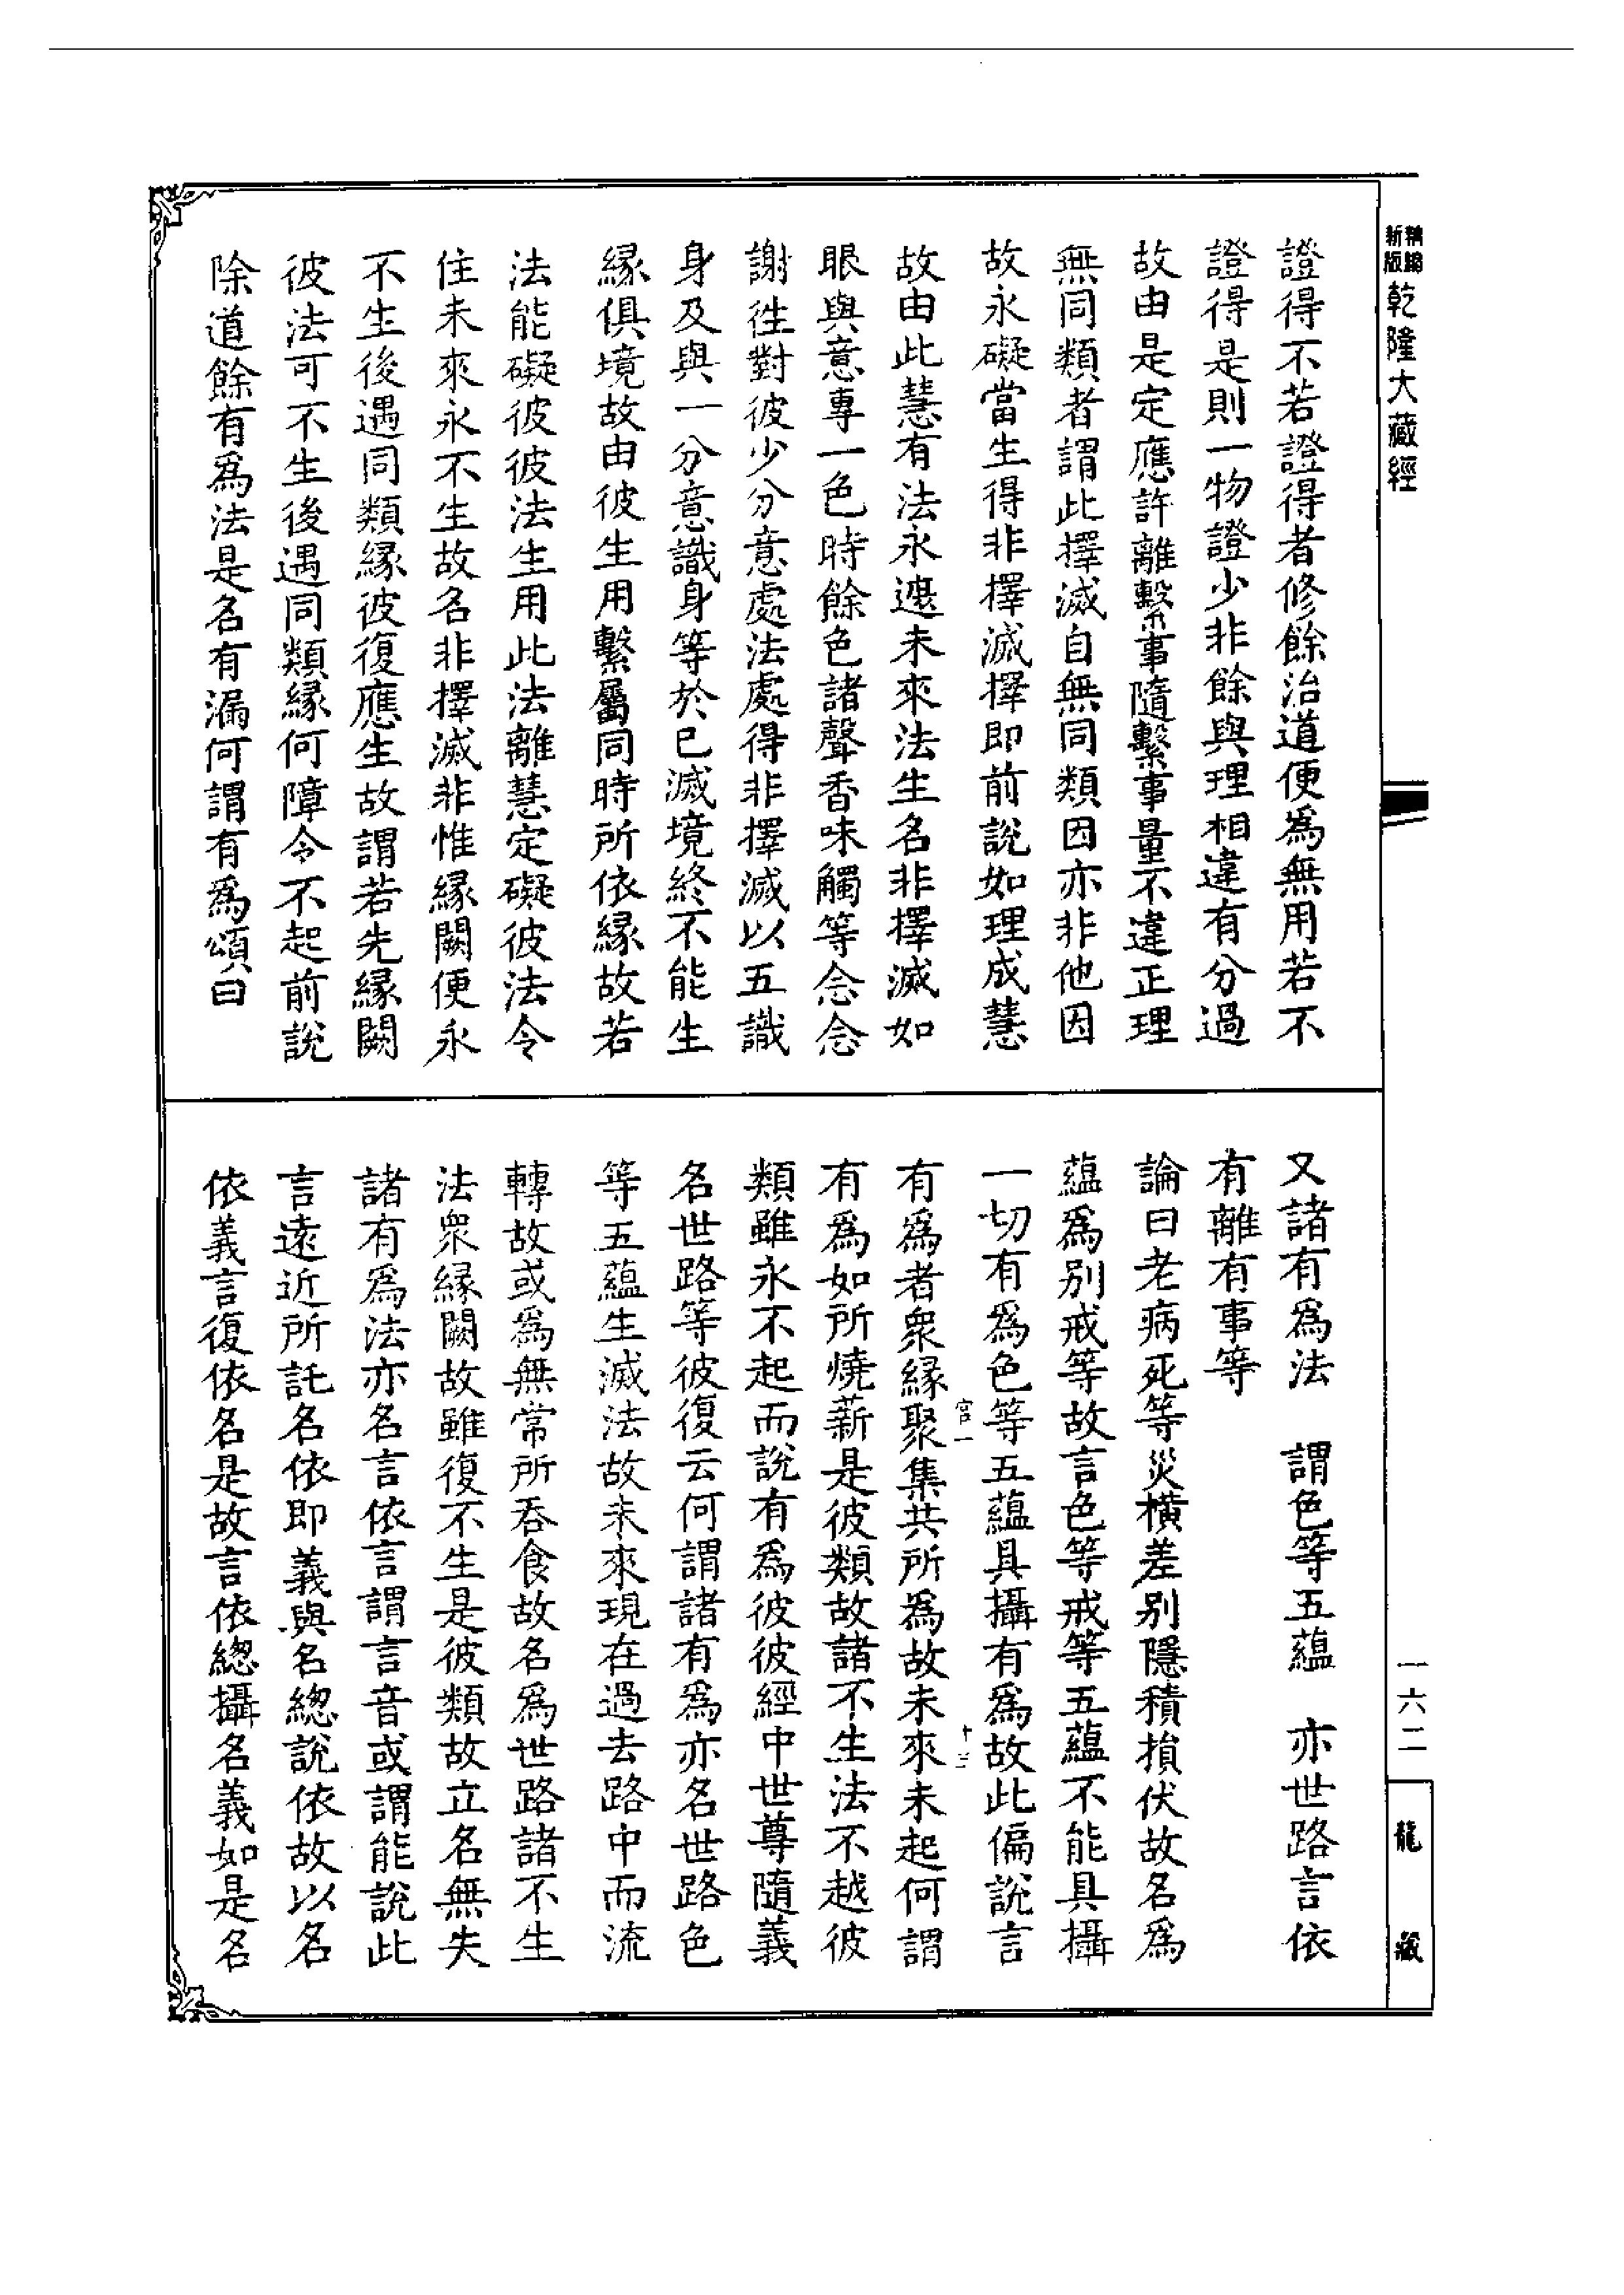 精縮新版乾隆大藏經
證得不若證得者修餘治道便為無用若不
證得是則一物證少非餘與理相違有分過
故由是定應許離繫事隨繫事量不違正理
無同類者謂此擇滅自無同類因亦非他因
故永礙當生得非擇滅擇即前說如理成慧
故由此慧有法永遮未來法生名非擇滅如
眼與意專一色時餘色諸聲香味觸等念念
謝徃對彼少分意處法處得非擇滅以五識
身及與一分意識身等於已滅境終不能生
緣俱境故由彼生用繫屬同時所依緣故若
法能礙彼彼法生用此法離慧定礙彼法令
住未來永不生故名非擇滅非惟緣闕便永
不生後遇同類緣彼復應生故謂若先緣闕
彼法可不生後遇同類緣何障令不起前說
除道餘有為法是名有漏何謂有為頌曰
又諸有為法　謂色等五蘊　亦世路言依
有離有事等
論曰老病死等災橫差別隱積損伏故名為
蘊為別戒等故言色等戒等五蘊不能具攝
一切有為色等五蘊具攝有為故此偏說言
官一
十三
有為者眾緣聚集共所為故未來未起何謂
有為如所燒薪是彼類故諸不生法不越彼
類雖永不起而說有為彼彼經中世尊隨義
名世路等彼復云何謂諸有為亦名世路色
等五蘊生滅法故未來現在過去路中而流
轉故或為無常所吞食故名為世路諸不生
法眾緣闕故雖復不生是彼類故立名無失
諸有為法亦名言依言謂言音或謂能說此
言遠近所託名依即義與名總說依故以名
依義言復依名是故言依總攝名義如是名
一六二
龍藏